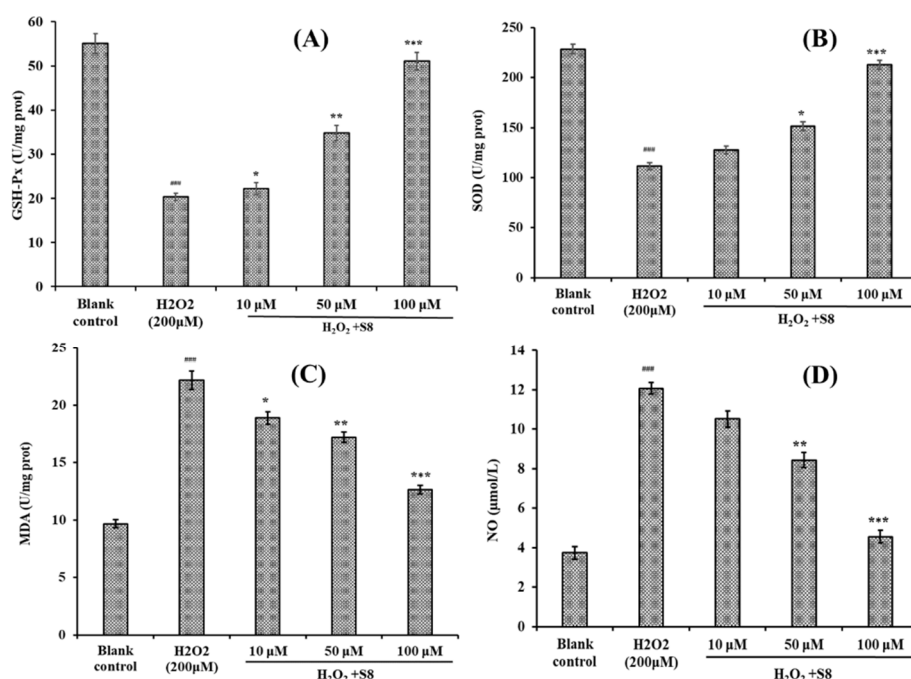 (A)
GSH-Px (U/mg prot)
60
50
40
30
20
10
0
###
*
**
***
Blank control
H2O2 (200μM)
10 μM
50 μM
100 μM
H₂O₂ +S8
(B)
SOD (U/mg prot)
250
200
150
100
50
0
###
*
***
Blank control
H2O2 (200μM)
10 μM
50 μM
100 μM
H₂O₂ +S8
(C)
MDA (U/mg prot)
25
20
15
10
5
0
###
*
**
***
Blank control
H2O2 (200μM)
10 μM
50 μM
100 μM
H₂O₂ +S8
(D)
NO (μmol/L)
14
12
10
8
6
4
2
0
###
**
***
Blank control
H2O2 (200μM)
10 μM
50 μM
100 μM
H₂O₂ +S8